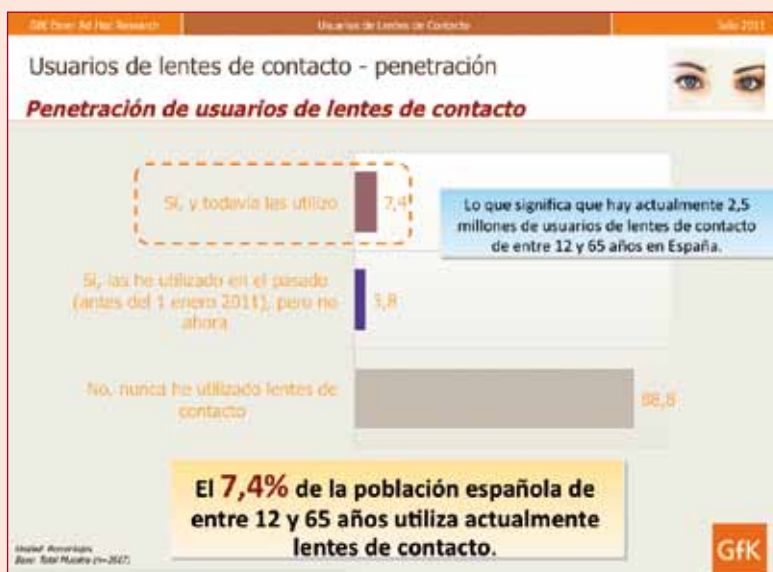 GfK Emer Ad Hoc Research
Usuarios de Lentes de Contacto
Julio 2011
Usuarios de lentes de contacto - penetración
Penetración de usuarios de lentes de contacto
Sí, y todavía las utilizo
7,4
Lo que significa que hay actualmente 2,5
millones de usuarios de lentes de contacto
de entre 12 y 65 años en España.
Sí, las he utilizado en el pasado
(antes del 1 enero 2011), pero no
ahora
3,8
No, nunca he utilizado lentes de
contacto
88,8
El 7,4% de la población española de
entre 12 y 65 años utiliza actualmente
lentes de contacto.
Unidad: Porcentajes
Base: Total Muestra
GfK